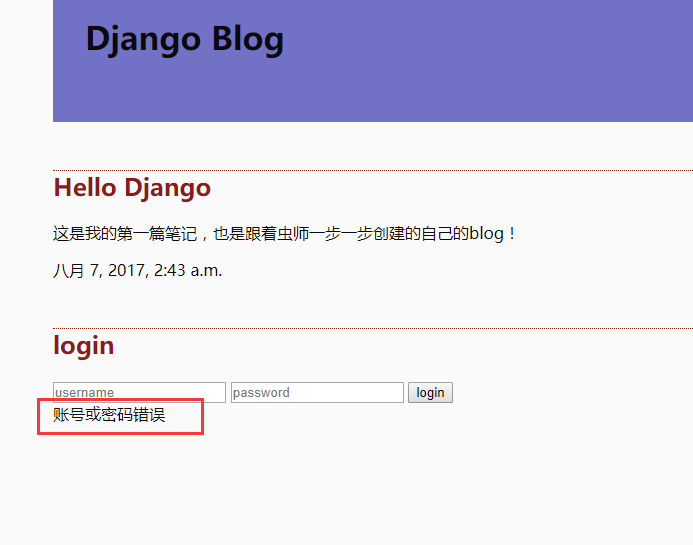 Django Blog
Hello Django
这是我的第一篇笔记，也是跟着虫师一步一步创建的自己的blog！
八月 7, 2017, 2:43 a.m.
login
username password login
账号或密码错误